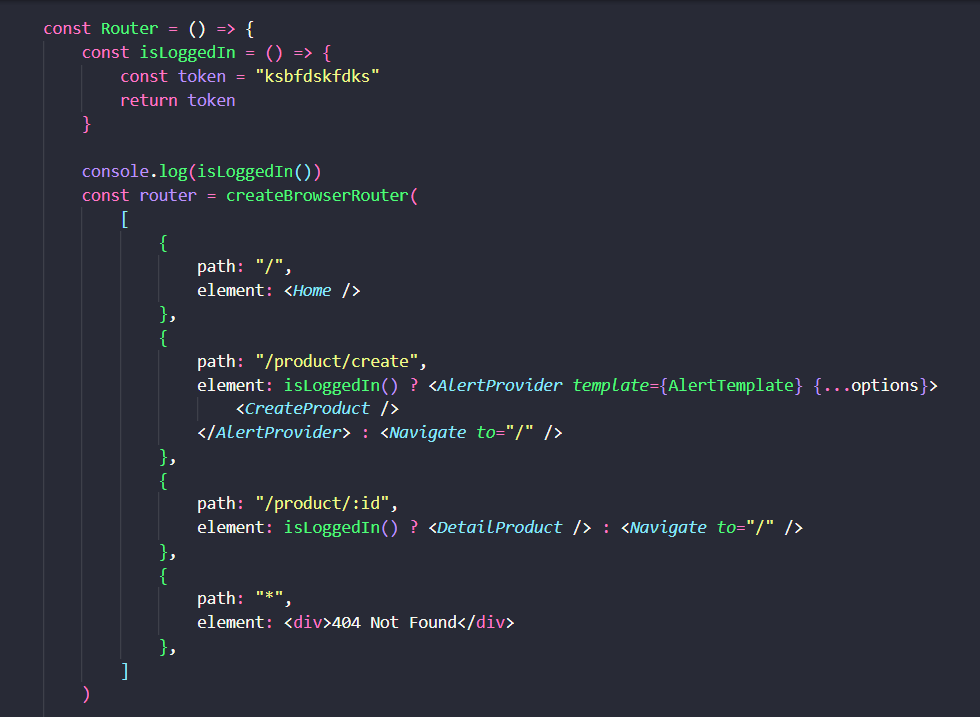 const Router = () => {
    const isLoggedIn = () => {
        const token = "ksbfdskfdks"
        return token
    }

    console.log(isLoggedIn())
    const router = createBrowserRouter(
        [
            {
                path: "/",
                element: <Home />
            },
            {
                path: "/product/create",
                element: isLoggedIn() ? <AlertProvider template={AlertTemplate} {...options}>
                    <CreateProduct />
                </AlertProvider> : <Navigate to="/" />
            },
            {
                path: "/product/:id",
                element: isLoggedIn() ? <DetailProduct /> : <Navigate to="/" />
            },
            {
                path: "*",
                element: <div>404 Not Found</div>
            },
        ]
    )